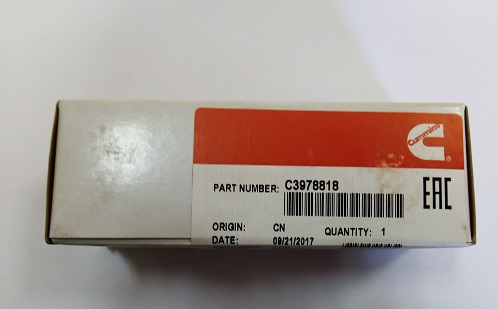 Cummins
®
PART NUMBER: C3978818
EAC
ORIGIN: CN QUANTITY: 1
DATE: 09/21/2017